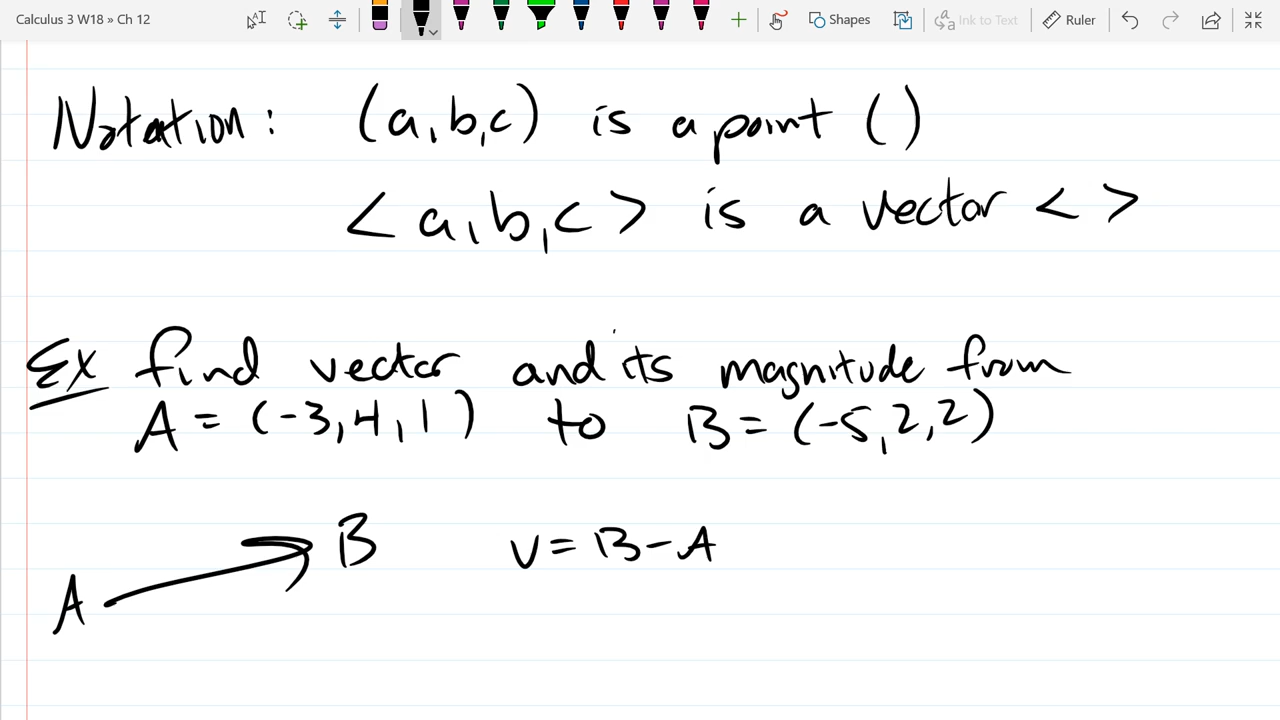 Calculus 3 W18 » Ch 12
Shapes
Ink to Text
Ruler
Notation: (a,b,c) is a point ()
<a,b,c> is a vector < >
Ex find vector and its magnitude from
A = (-3,4,1) to B = (-5,2,2)
A B v = B-A